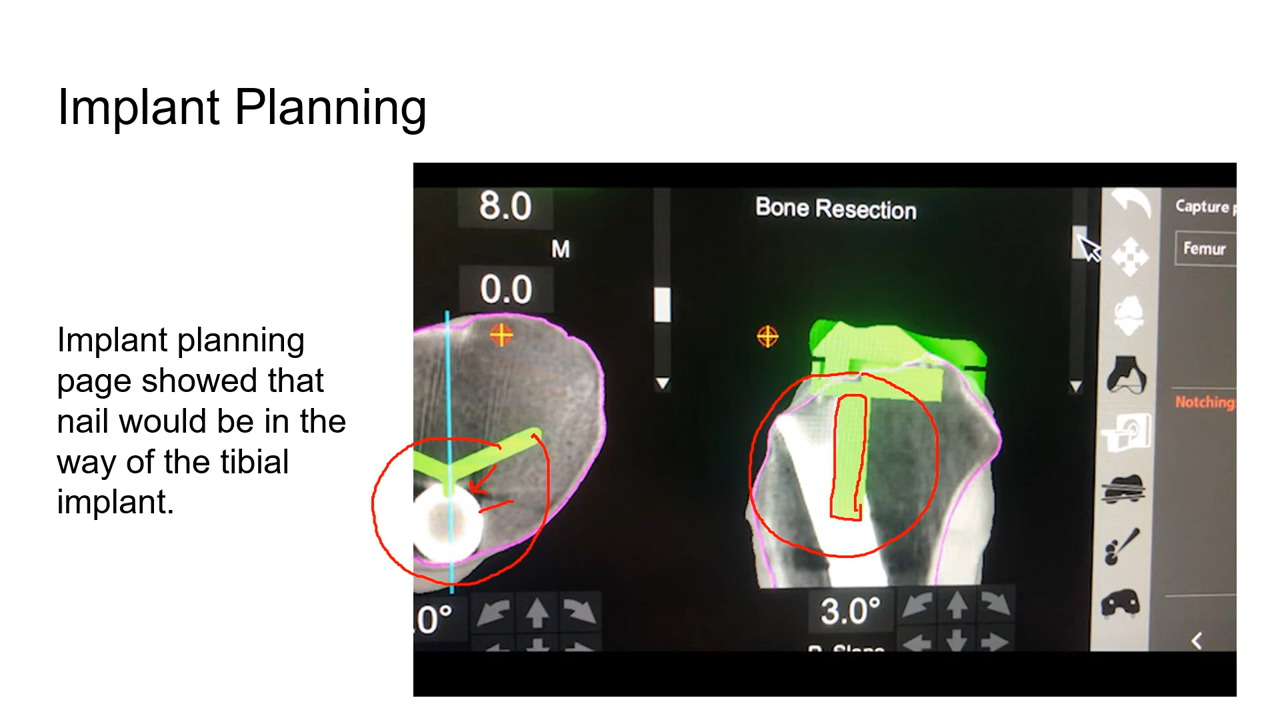 Implant Planning
Implant planning
page showed that
nail would be in the
way of the tibial
implant.
8.0
M
0.0
Bone Resection
Capture
Femur
Notching
.0°
3.0°